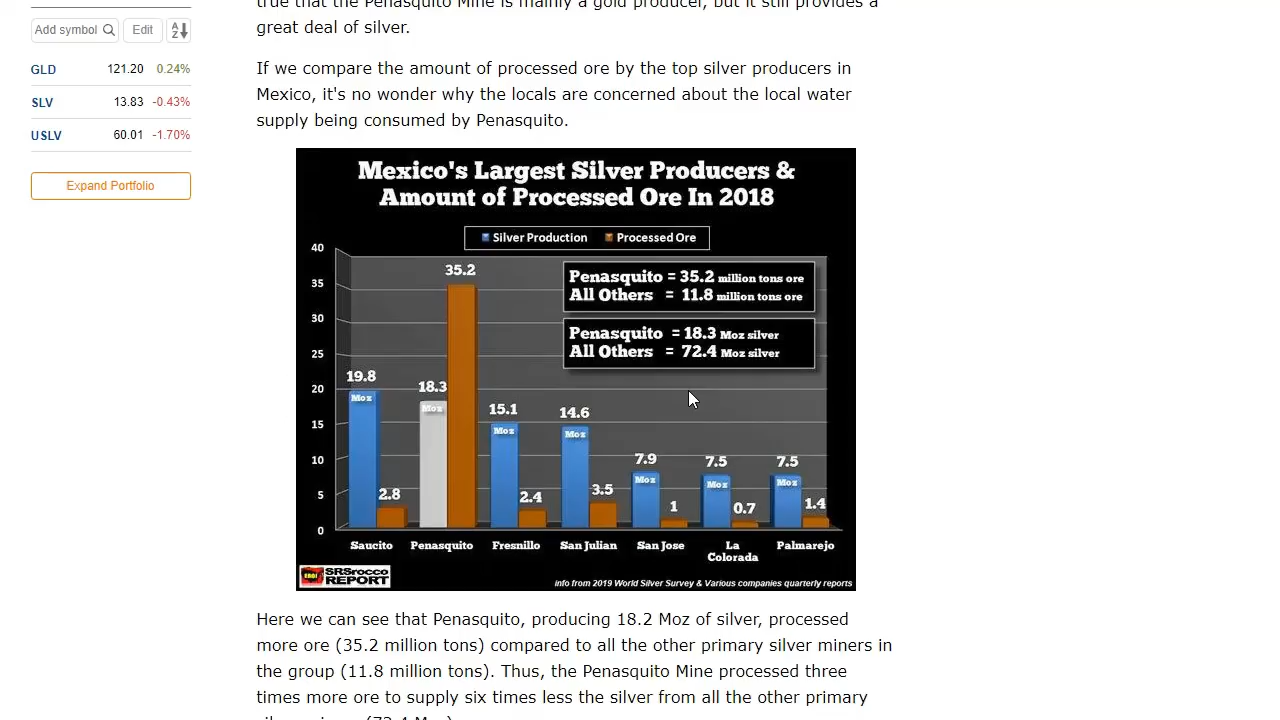 true that the Penasquito Mine is mainly a gold producer, but it still provides a
great deal of silver.
Add symbol
Edit
A
Z
GLD 121.20 0.24%
SLV 13.83 -0.43%
USLV 60.01 -1.70%
Expand Portfolio
If we compare the amount of processed ore by the top silver producers in
Mexico, it's no wonder why the locals are concerned about the local water
supply being consumed by Penasquito.
Mexico's Largest Silver Producers &
Amount of Processed Ore In 2018
Silver Production Processed Ore
Penasquito = 35.2 million tons ore
All Others = 11.8 million tons ore
Penasquito = 18.3 Moz silver
All Others = 72.4 Moz silver
40
35
30
25
20
15
10
5
0
19.8
Moz
2.8
18.3
Moz
35.2
15.1
Moz
2.4
14.6
Moz
3.5
7.9
Moz
1
7.5
Moz
0.7
7.5
Moz
1.4
Saucito Penasquito Fresnillo San Julian San Jose La Colorada Palmarejo
EROI SRSrocco
REPORT
info from 2019 World Silver Survey & Various companies quarterly reports
Here we can see that Penasquito, producing 18.2 Moz of silver, processed
more ore (35.2 million tons) compared to all the other primary silver miners in
the group (11.8 million tons). Thus, the Penasquito Mine processed three
times more ore to supply six times less the silver from all the other primary
silver mines (72.4 Moz).